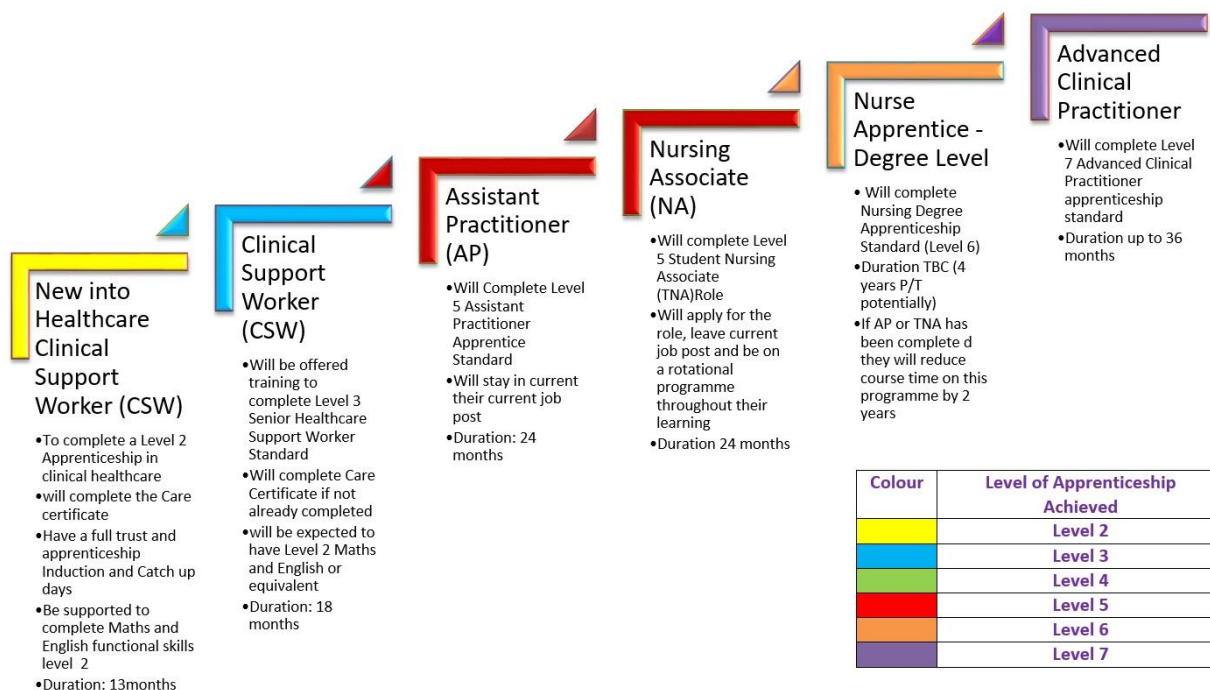 New into
Healthcare
Clinical
Support
Worker (CSW)
•To complete a Level 2
Apprenticeship in
clinical healthcare
•will complete the Care
certificate
•Have a full trust and
apprenticeship
Induction and Catch up
days
•Be supported to
complete Maths and
English functional skills
level 2
•Duration: 13months
Clinical
Support
Worker
(CSW)
•Will be offered
training to
complete Level 3
Senior Healthcare
Support Worker
Standard
•Will complete Care
Certificate if not
already completed
•will be expected to
have Level 2 Maths
and English or
equivalent
•Duration: 18
months
Assistant
Practitioner
(AP)
•Will Complete Level
5 Assistant
Practitioner
Apprentice
Standard
•Will stay in current
their current job
post
•Duration: 24
months
Nursing
Associate
(NA)
•Will complete Level
5 Student Nursing
Associate
(TNA)Role
•Will apply for the
role, leave current
job post and be on
a rotational
programme
throughout their
learning
•Duration 24 months
Nurse
Apprentice -
Degree Level
• Will complete
Nursing Degree
Apprenticeship
Standard (Level 6)
•Duration TBC (4
years P/T
potentially)
•If AP or TNA has
been complete d
they will reduce
course time on this
programme by 2
years
Advanced
Clinical
Practitioner
•Will complete Level
7 Advanced Clinical
Practitioner
apprenticeship
standard
•Duration up to 36
months
Colour Level of Apprenticeship
Achieved
Level 2
Level 3
Level 4
Level 5
Level 6
Level 7